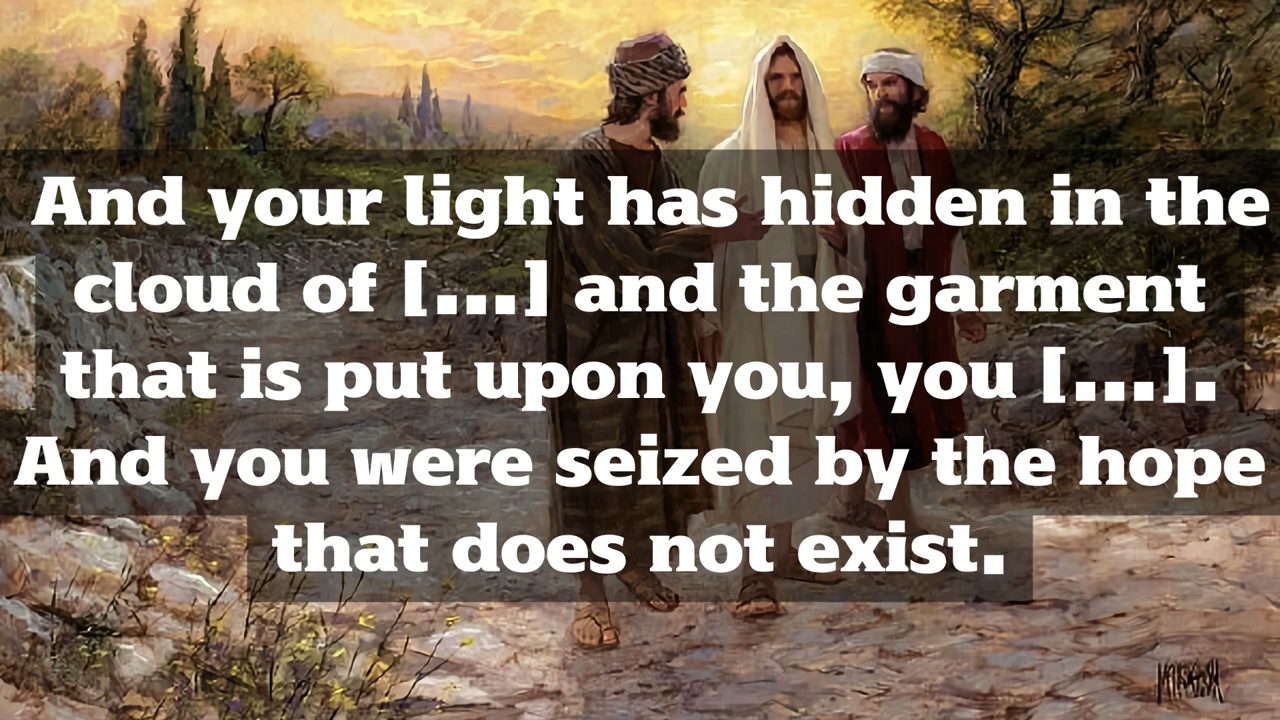 And your light has hidden in the
cloud of [...] and the garment
that is put upon you, you [...].
And you were seized by the hope
that does not exist.